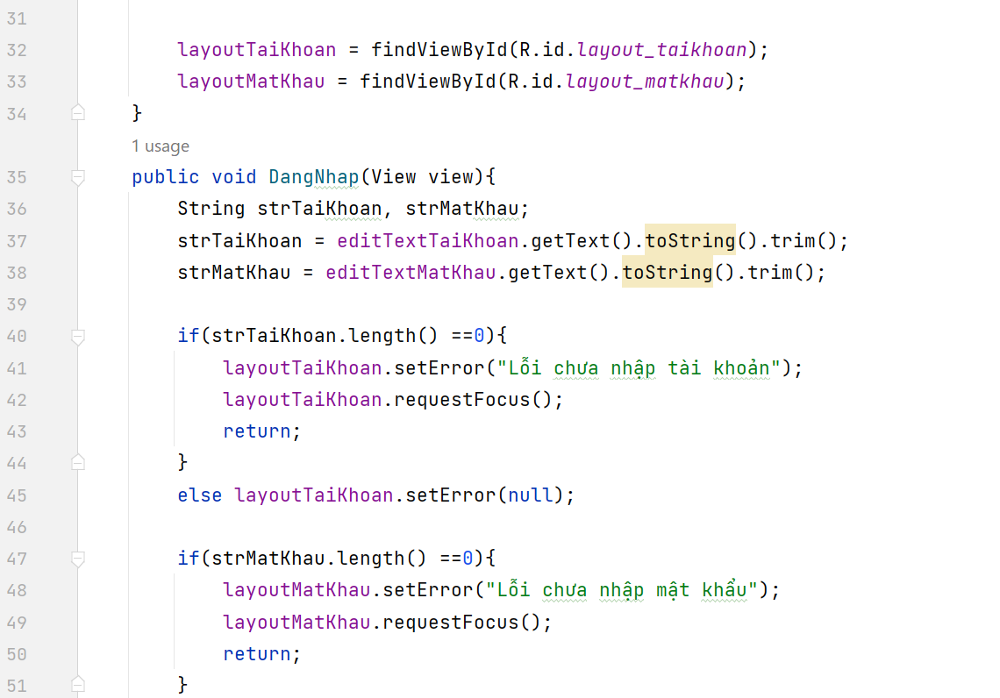 31
32 layoutTaiKhoan = findViewById(R.id.layout_taikhoan);
33 layoutMatKhau = findViewById(R.id.layout_matkhau);
34 }
1 usage
35 public void DangNhap(View view){
36 String strTaiKhoan, strMatKhau;
37 strTaiKhoan = editTextTaiKhoan.getText().toString().trim();
38 strMatKhau = editTextMatKhau.getText().toString().trim();
39
40 if(strTaiKhoan.length() ==0){
41 layoutTaiKhoan.setError("Lỗi chưa nhập tài khoản");
42 layoutTaiKhoan.requestFocus();
43 return;
44 }
45 else layoutTaiKhoan.setError(null);
46
47 if(strMatKhau.length() ==0){
48 layoutMatKhau.setError("Lỗi chưa nhập mật khẩu");
49 layoutMatKhau.requestFocus();
50 return;
51 }